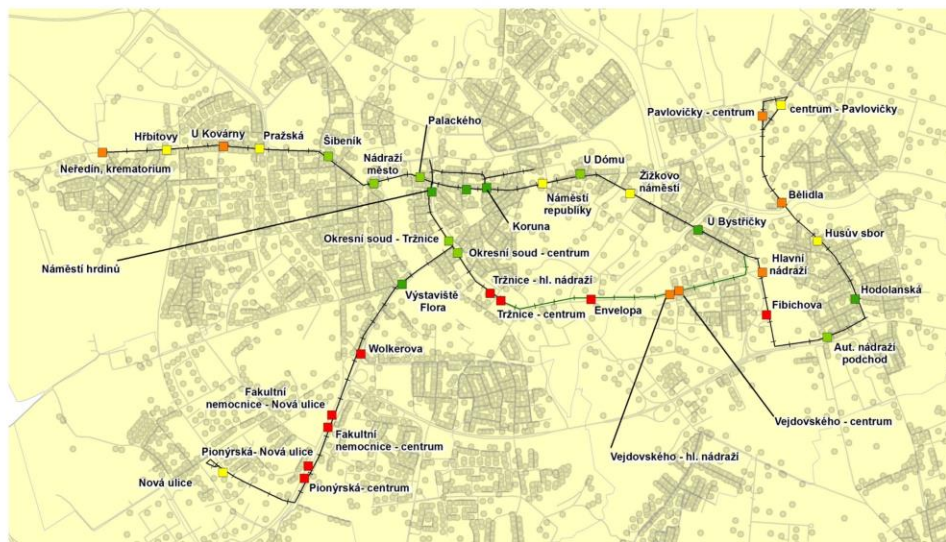 Palackého
Pavlovičky - centrum
centrum - Pavlovičky
Hřbitovy
U Kovárny
Pražská
Šibeník
Neředín, krematorium
Nádraží
město
U Dómu
Žižkovo
náměstí
Bělidla
Náměstí
republiky
Koruna
U Bystřičky
Husův sbor
Náměstí hrdinů
Okresní soud - Tržnice
Okresní soud - centrum
Hlavní
nádraží
Hodolanská
Výstaviště
Flora
Tržnice - hl. nádraží
Tržnice - centrum
Envelopa
Fibichova
Aut. nádraží
podchod
Wolkerova
Fakultní
nemocnice - Nová ulice
Fakultní
nemocnice - centrum
Vejdovského - centrum
Vejdovského - hl. nádraží
Pionýrská- Nová ulice
Nová ulice
Pionýrská- centrum